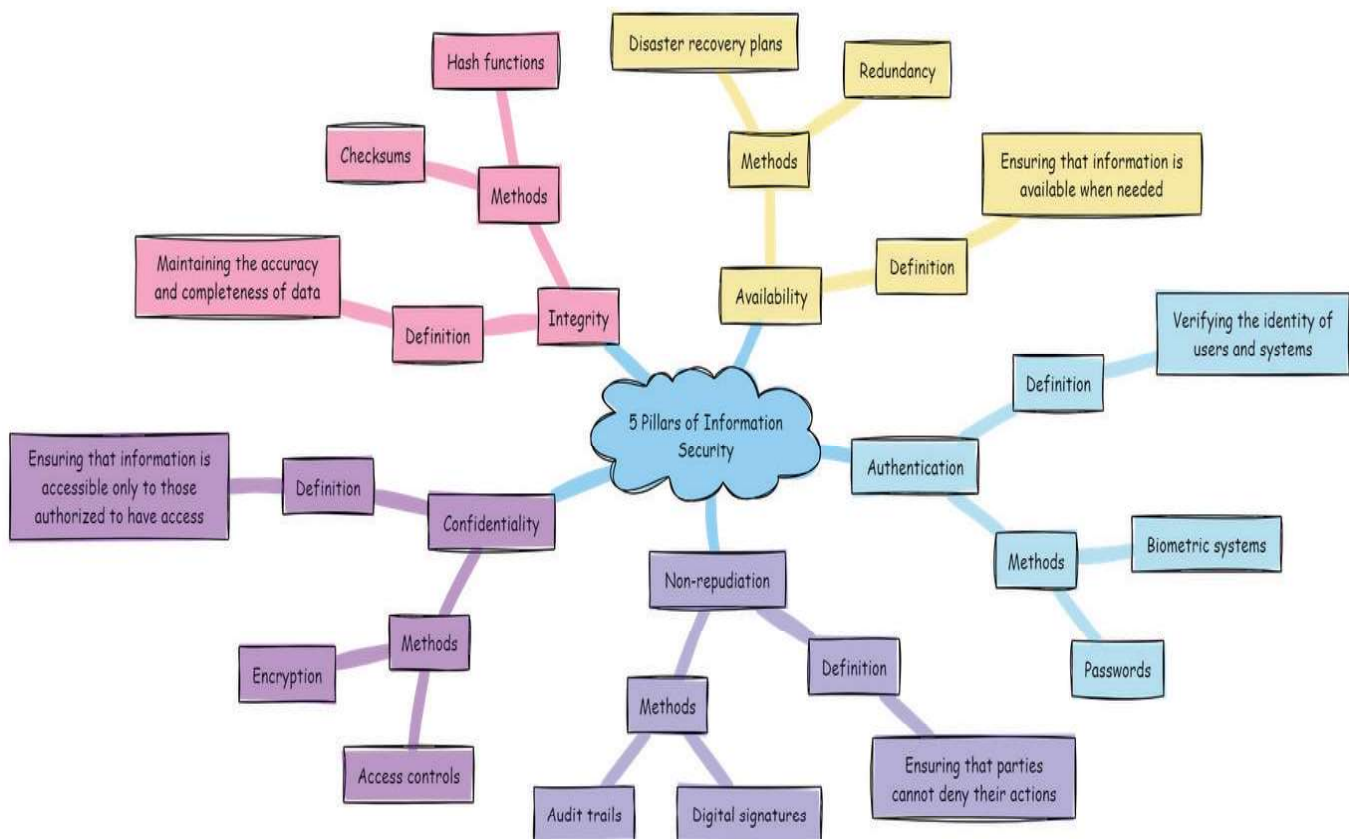 Disaster recovery plans
Hash functions
Redundancy
Checksums
Methods
Ensuring that information is
available when needed
Methods
Maintaining the accuracy
and completeness of data
Definition
Availability
Integrity
Definition
Verifying the identity of
users and systems
Definition
5 Pillars of Information
Security
Ensuring that information is
accessible only to those
authorized to have access
Definition
Authentication
Confidentiality
Biometric systems
Methods
Non-repudiation
Methods
Encryption
Definition
Passwords
Methods
Access controls
Ensuring that parties
cannot deny their actions
Audit trails
Digital signatures